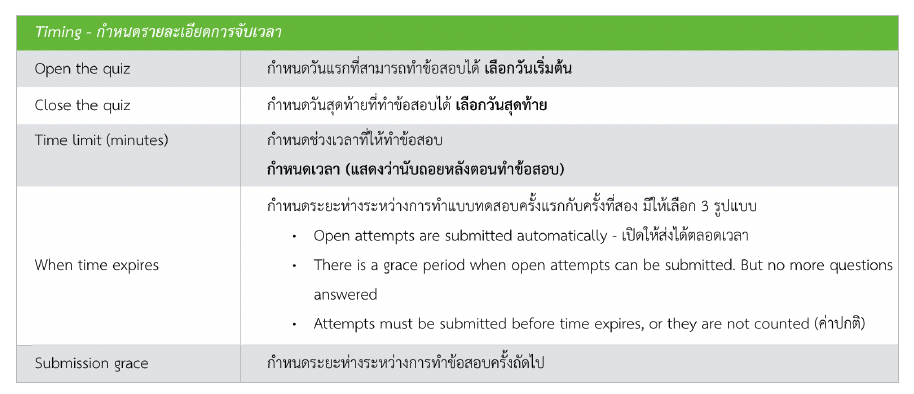 Timing - กำหนดรายละเอียดการจับเวลา
Open the quiz
กำหนดวันแรกที่สามารถทำข้อสอบได้ เลือกวันเริ่มต้น
Close the quiz
กำหนดวันสุดท้ายที่ทำข้อสอบได้ เลือกวันสุดท้าย
Time limit (minutes)
กำหนดช่วงเวลาที่ให้ทำข้อสอบ
กำหนดเวลา (แสดงว่านับถอยหลังตอนทำข้อสอบ)
When time expires
กำหนดระยะห่างระหว่างการทำแบบทดสอบครั้งแรกกับครั้งที่สอง มีให้เลือก 3 รูปแบบ
• Open attempts are submitted automatically - เปิดให้ส่งได้ตลอดเวลา
• There is a grace period when open attempts can be submitted. But no more questions
answered
• Attempts must be submitted before time expires, or they are not counted (ค่าปกติ)
Submission grace
กำหนดระยะห่างระหว่างการทำข้อสอบครั้งถัดไป